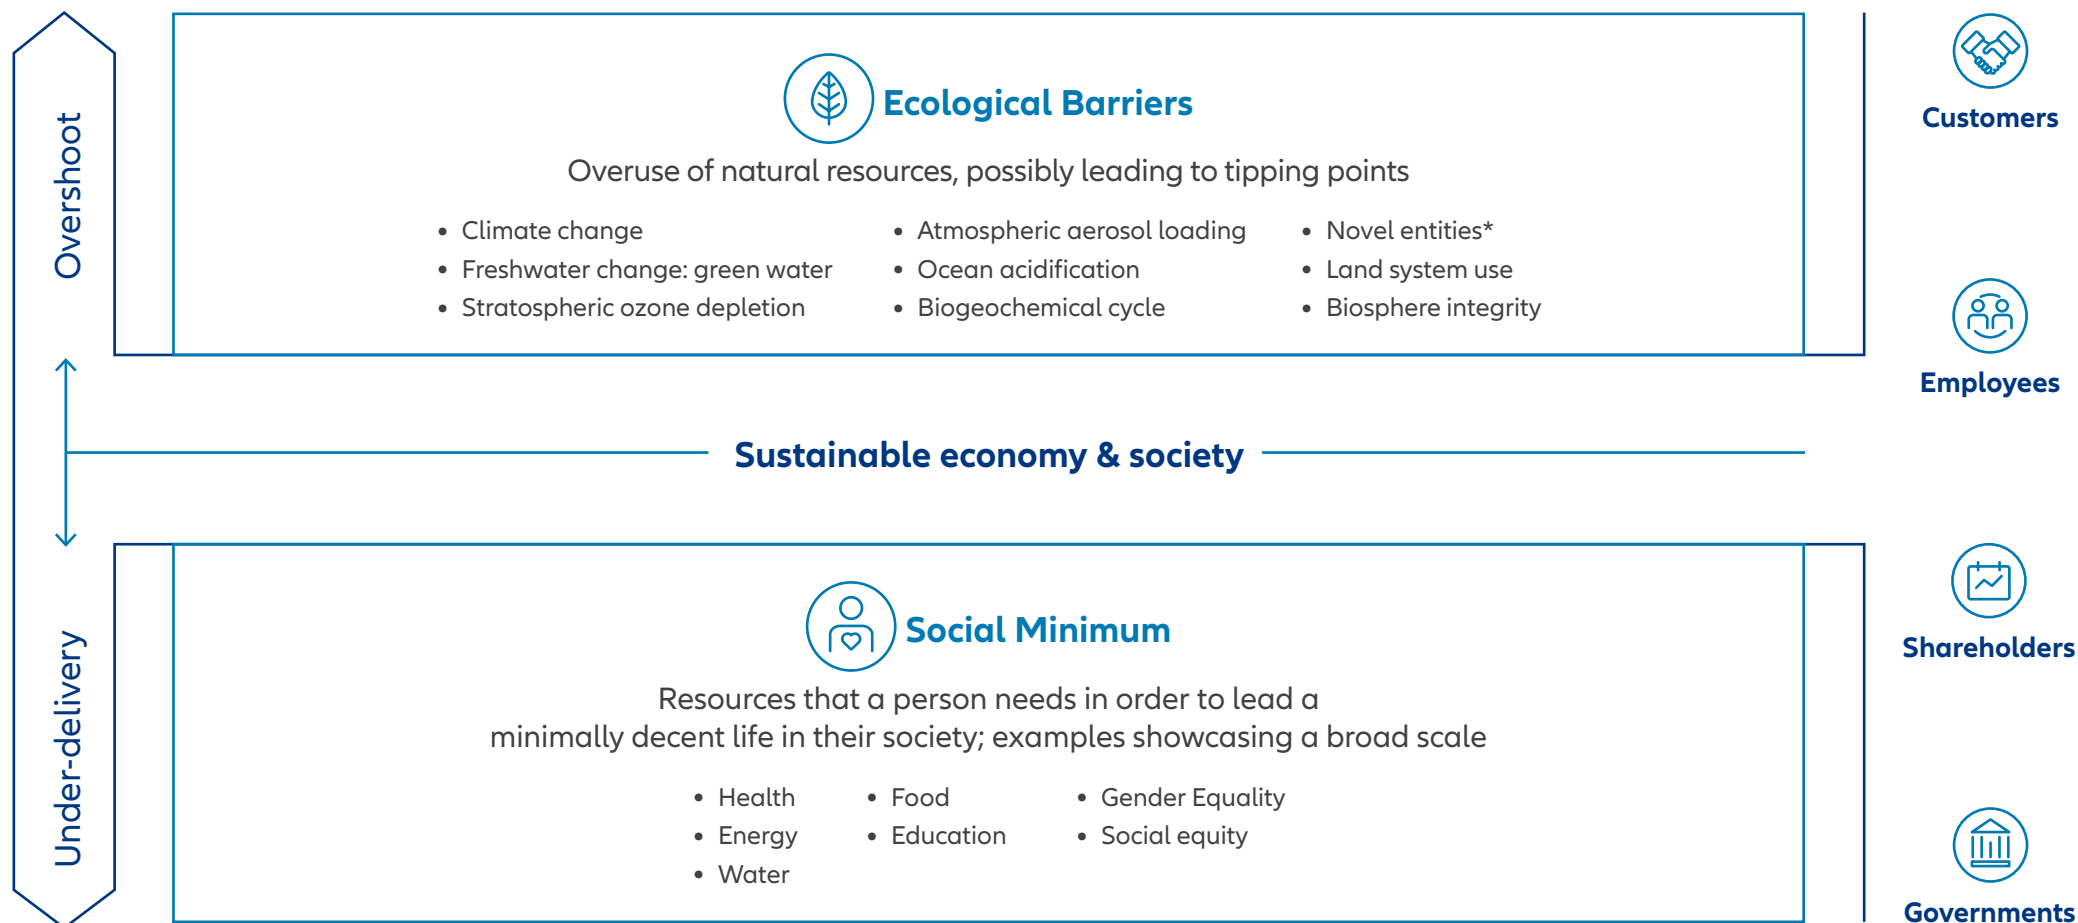 Overshoot
Ecological Barriers
Overuse of natural resources, possibly leading to tipping points
• Climate change
• Freshwater change: green water
• Stratospheric ozone depletion
• Atmospheric aerosol loading
• Ocean acidification
• Biogeochemical cycle
• Novel entities*
• Land system use
• Biosphere integrity
Sustainable economy & society
Under-delivery
Social Minimum
Resources that a person needs in order to lead a
minimally decent life in their society; examples showcasing a broad scale
• Health
• Energy
• Water
• Food
• Education
• Gender Equality
• Social equity
Customers
Employees
Shareholders
Governments